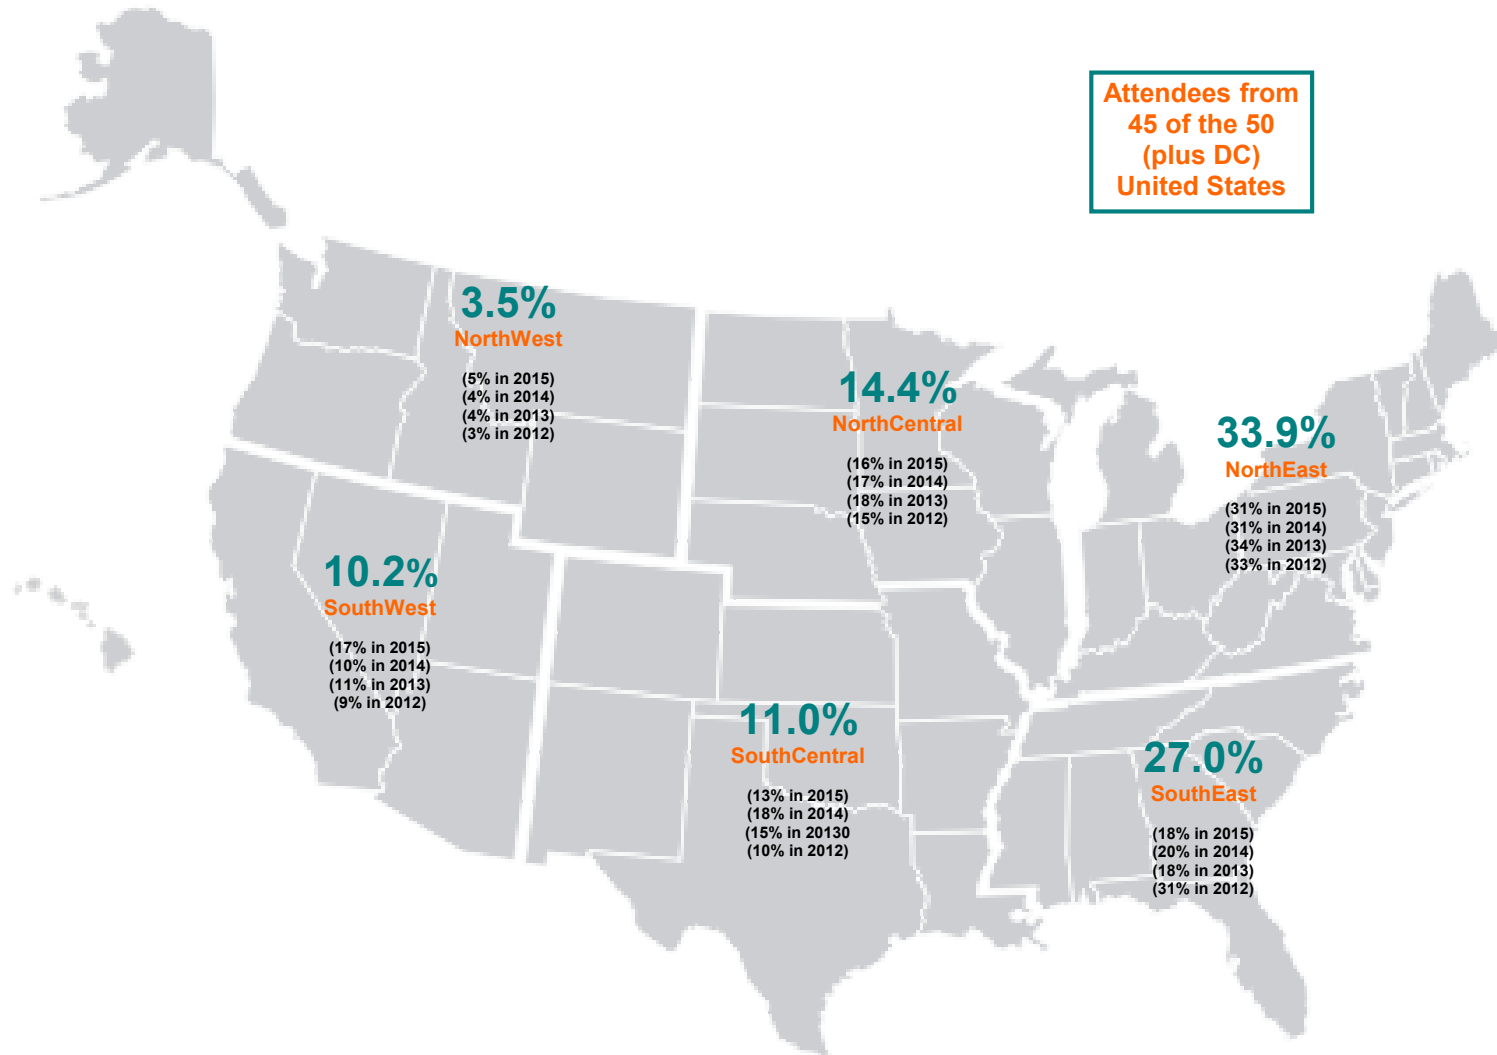 Attendees from
45 of the 50
(plus DC)
United States
3.5%
NorthWest
(5% in 2015)
(4% in 2014)
(4% in 2013)
(3% in 2012)
14.4%
NorthCentral
(16% in 2015)
(17% in 2014)
(18% in 2013)
(15% in 2012)
33.9%
NorthEast
(31% in 2015)
(31% in 2014)
(34% in 2013)
(33% in 2012)
10.2%
SouthWest
(17% in 2015)
(10% in 2014)
(11% in 2013)
(9% in 2012)
11.0%
SouthCentral
(13% in 2015)
(18% in 2014)
(15% in 20130
(10% in 2012)
27.0%
SouthEast
(18% in 2015)
(20% in 2014)
(18% in 2013)
(31% in 2012)